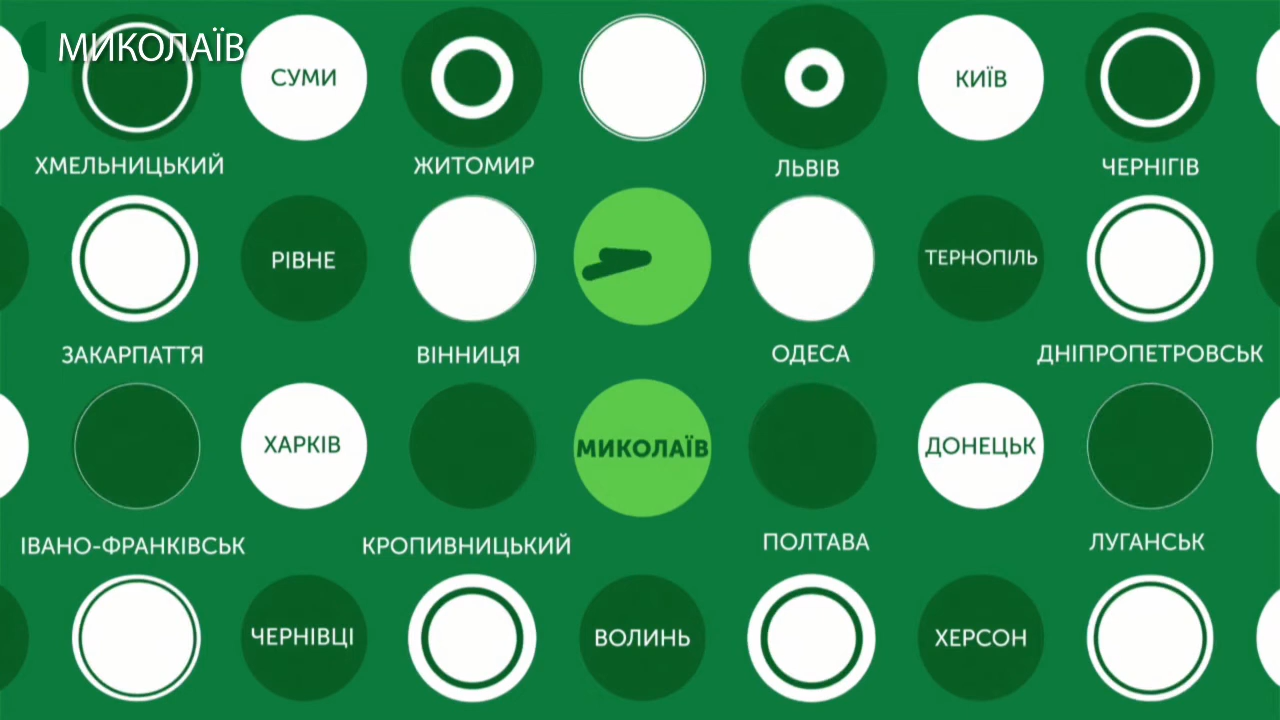 МИКОЛАЇВ
СУМИ
КИЇВ
ХМЕЛЬНИЦЬКИЙ
ЖИТОМИР
ЛЬВІВ
ЧЕРНІГІВ
РІВНЕ
ТЕРНОПІЛЬ
ЗАКАРПАТТЯ
ВІННИЦЯ
ОДЕСА
ДНІПРОПЕТРОВСЬК
ХАРКІВ
МИКОЛАЇВ
ДОНЕЦЬК
ІВАНО-ФРАНКІВСЬК
КРОПИВНИЦЬКИЙ
ПОЛТАВА
ЛУГАНСЬК
ЧЕРНІВЦІ
ВОЛИНЬ
ХЕРСОН